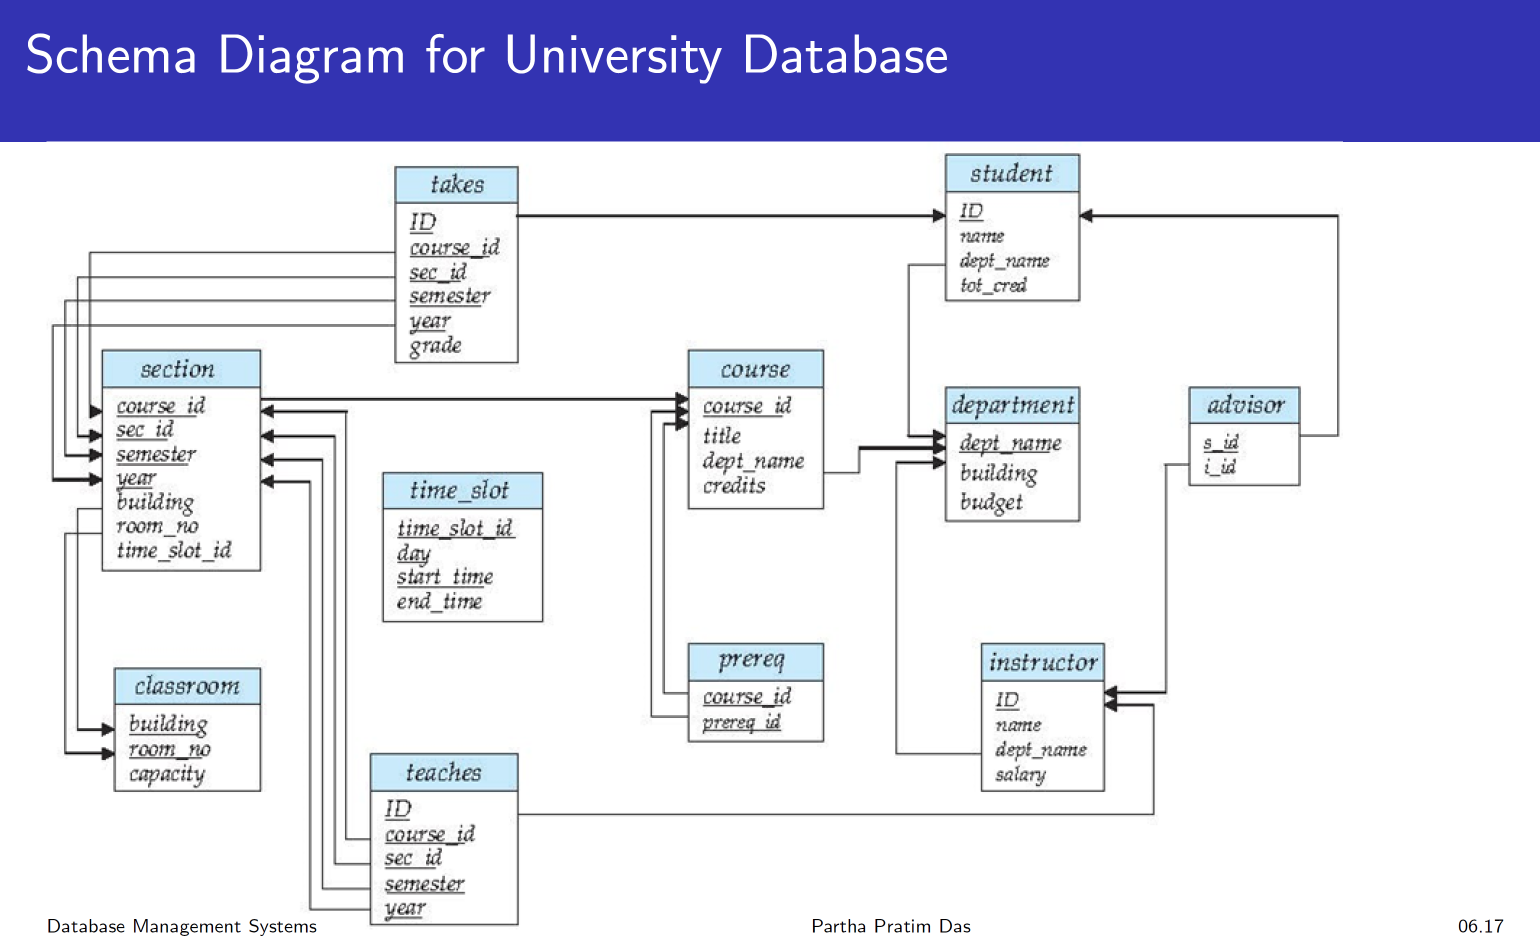 Schema Diagram for University Database
takes
ID
course_id
sec_id
semester
year
grade
student
ID
name
dept_name
tot_cred
section
course_id
sec_id
semester
year
building
room_no
time_slot_id
course
course_id
title
dept_name
credits
department
dept_name
building
budget
advisor
s_id
i_id
time_slot
time_slot_id
day
start_time
end_time
prereq
course_id
prereq_id
instructor
ID
name
dept_name
salary
classroom
building
room_no
capacity
teaches
ID
course_id
sec_id
semester
year
Database Management Systems
Partha Pratim Das
06.17